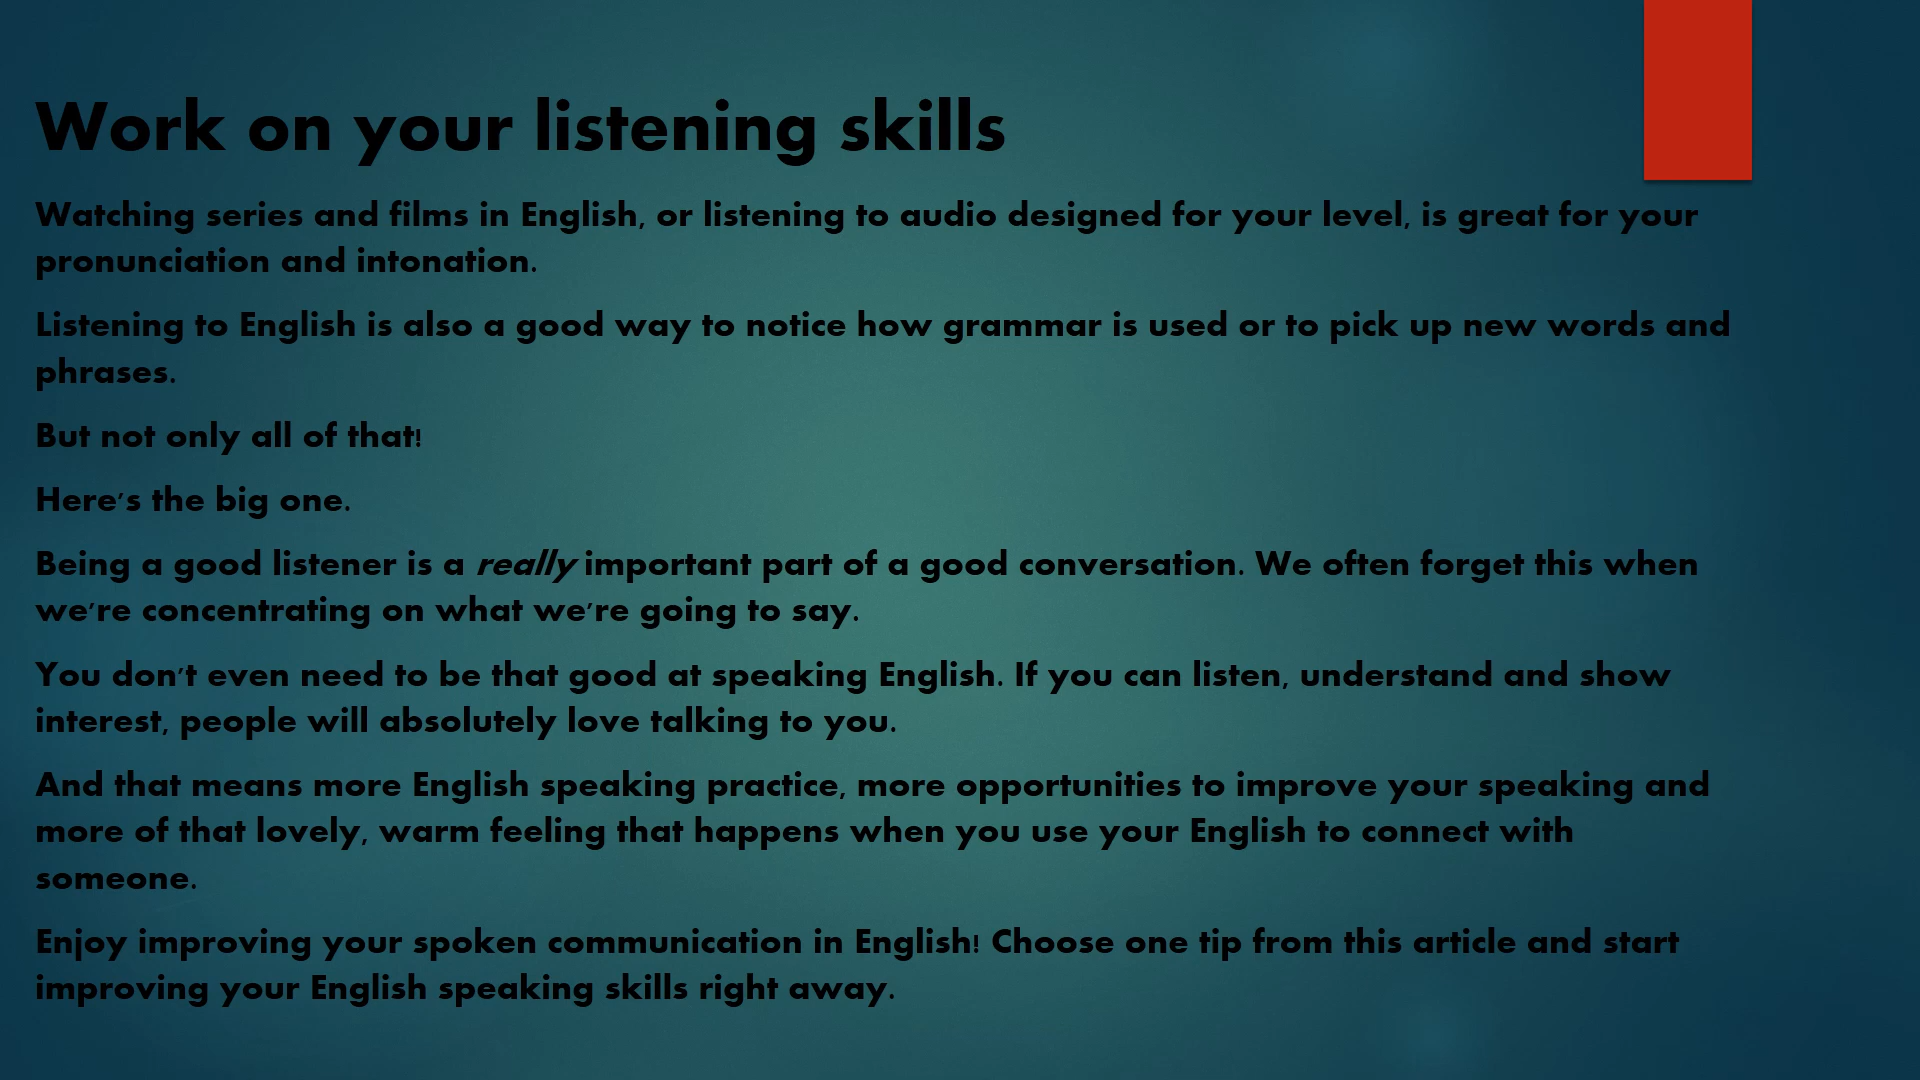 Work on your listening skills
Watching series and films in English, or listening to audio designed for your level, is great for your
pronunciation and intonation.
Listening to English is also a good way to notice how grammar is used or to pick up new words and
phrases.
But not only all of that!
Here’s the big one.
Being a good listener is a really important part of a good conversation. We often forget this when
we’re concentrating on what we’re going to say.
You don’t even need to be that good at speaking English. If you can listen, understand and show
interest, people will absolutely love talking to you.
And that means more English speaking practice, more opportunities to improve your speaking and
more of that lovely, warm feeling that happens when you use your English to connect with
someone.
Enjoy improving your spoken communication in English! Choose one tip from this article and start
improving your English speaking skills right away.